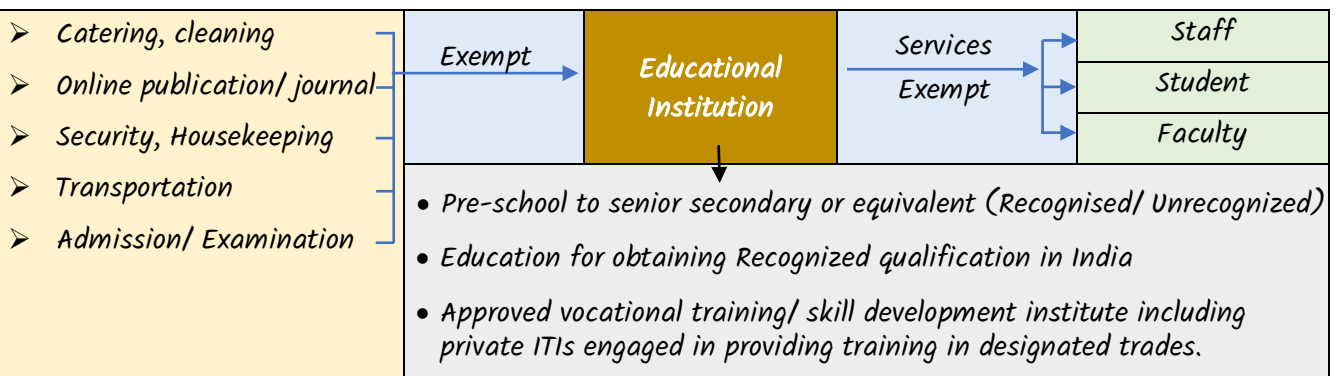 ➢ Catering, cleaning
➢ Online publication/ journal
➢ Security, Housekeeping
➢ Transportation
➢ Admission/ Examination
Exempt
Educational
Institution
Services
Exempt
Staff
Student
Faculty
• Pre-school to senior secondary or equivalent (Recognised/ Unrecognized)
• Education for obtaining Recognized qualification in India
• Approved vocational training/ skill development institute including
private ITIs engaged in providing training in designated trades.